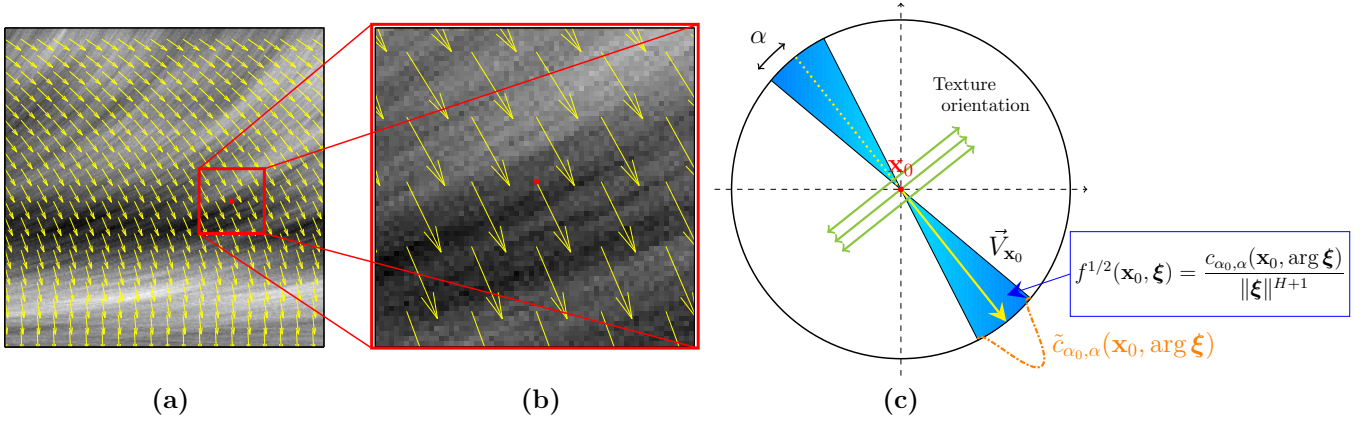 α
Texture
orientation
x₀
V⃗ₓ₀
f^{1/2}(x₀, ξ) = c_{α₀,α}(x₀, arg ξ) / ‖ξ‖^{H+1}
c̃_{α₀,α}(x₀, arg ξ)
(a) (b) (c)